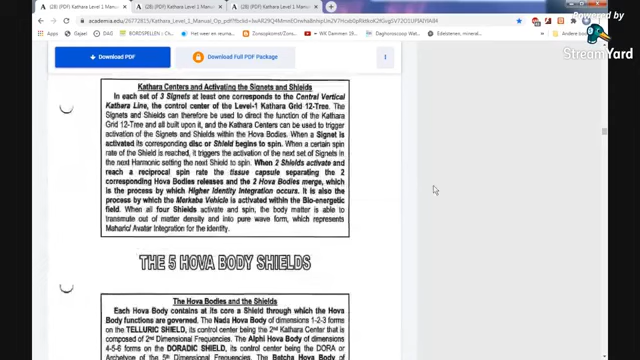 (28) (PDF) Kathara_Level_1_Manual
(28) (PDF) Kathara_Level_1_Manual
(28) (PDF) Kathara_Level_1_Manual
Powered by
StreamYard
Download PDF
Download Full PDF Package
Kathara Centers and Activating the Signets and Shields
In each set of 3 Signets at least one corresponds to the Central Vertical
Kathara Line, the control center of the Level-1 Kathara Grid 12-Tree. The
Signets and Shields can therefore be used to direct the function of the Kathara
Grid 12-Tree and all built upon it, and the Kathara Centers can be used to trigger
activation of the Signets and Shields within the Hova Bodies. When a Signet is
activated its corresponding disc or Shield begins to spin. When a certain spin
rate of the Shield is reached, it triggers the activation of the next set of Signets in
the next Harmonic setting the next Shield to spin. When 2 Shields activate and
reach a reciprocal spin rate the tissue capsule separating the 2
corresponding Hova Bodies releases and the 2 Hova Bodies merge, which
is the process by which Higher Identity Integration occurs. It is also the
process by which the Merkaba Vehicle is activated within the Bio-energetic
field. When all four Shields activate and spin, the body matter is able to
transmute out of matter density and into pure wave form, which represents
Maharic/ Avatar Integration for the identity.
THE 5 HOVA BODY SHIELDS
The Hova Bodies and the Shields
Each Hova Body contains at its core a Shield through which the Hova
Body functions are governed. The Nada Hova Body of dimensions 1-2-3 forms
on the TELLURIC SHIELD, its control center being the 2nd Kathara Center that is
composed of 2nd Dimensional Frequencies. The Alphi Hova Body of dimensions
4-5-6 forms on the DORADIC SHIELD, its control center being the DORA or
Archetype of the 5th Dimensional Frequencies. The Betcha Hova Body of